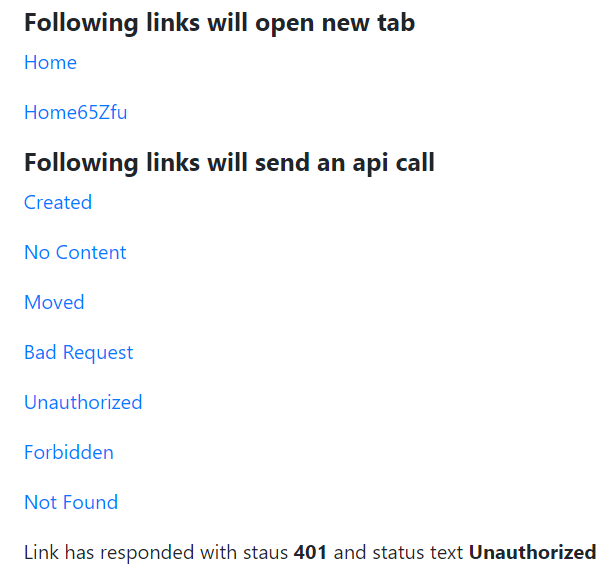 Following links will open new tab
Home
Home65Zfu
Following links will send an api call
Created
No Content
Moved
Bad Request
Unauthorized
Forbidden
Not Found
Link has responded with staus 401 and status text Unauthorized